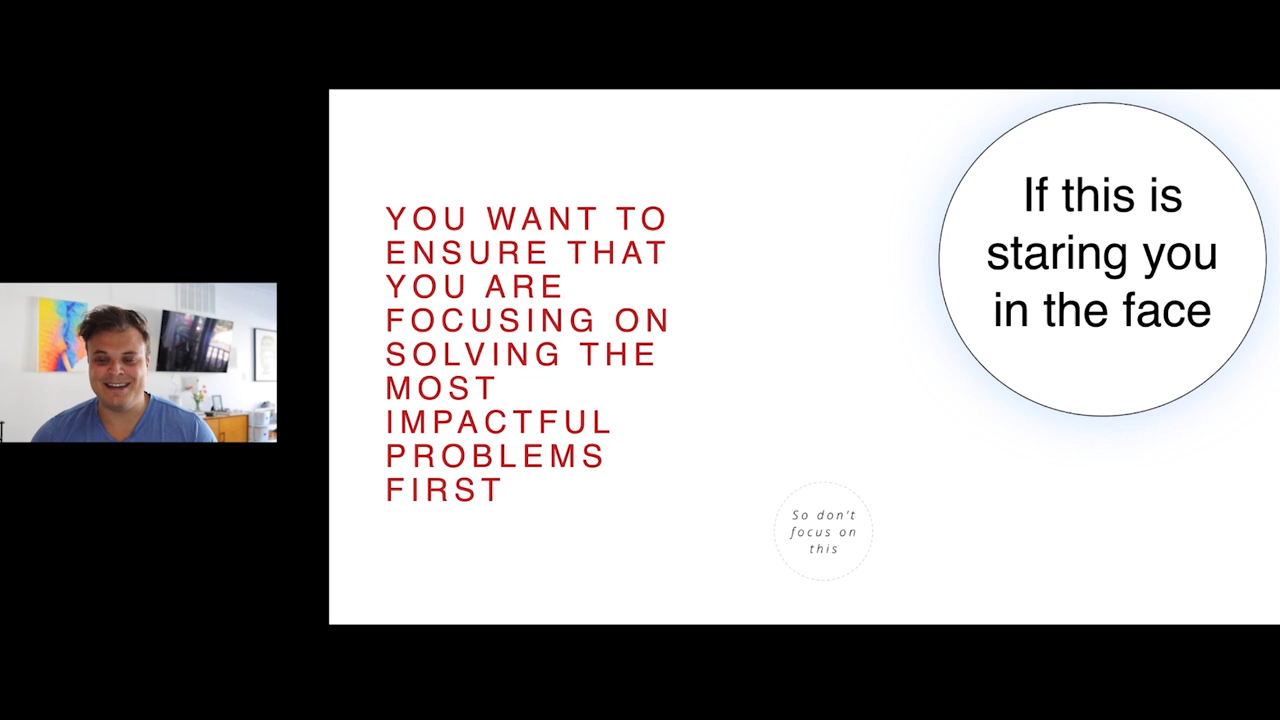 YOU WANT TO
ENSURE THAT
YOU ARE
FOCUSING ON
SOLVING THE
MOST
IMPACTFUL
PROBLEMS
FIRST
If this is
staring you
in the face
So don't
focus on
this